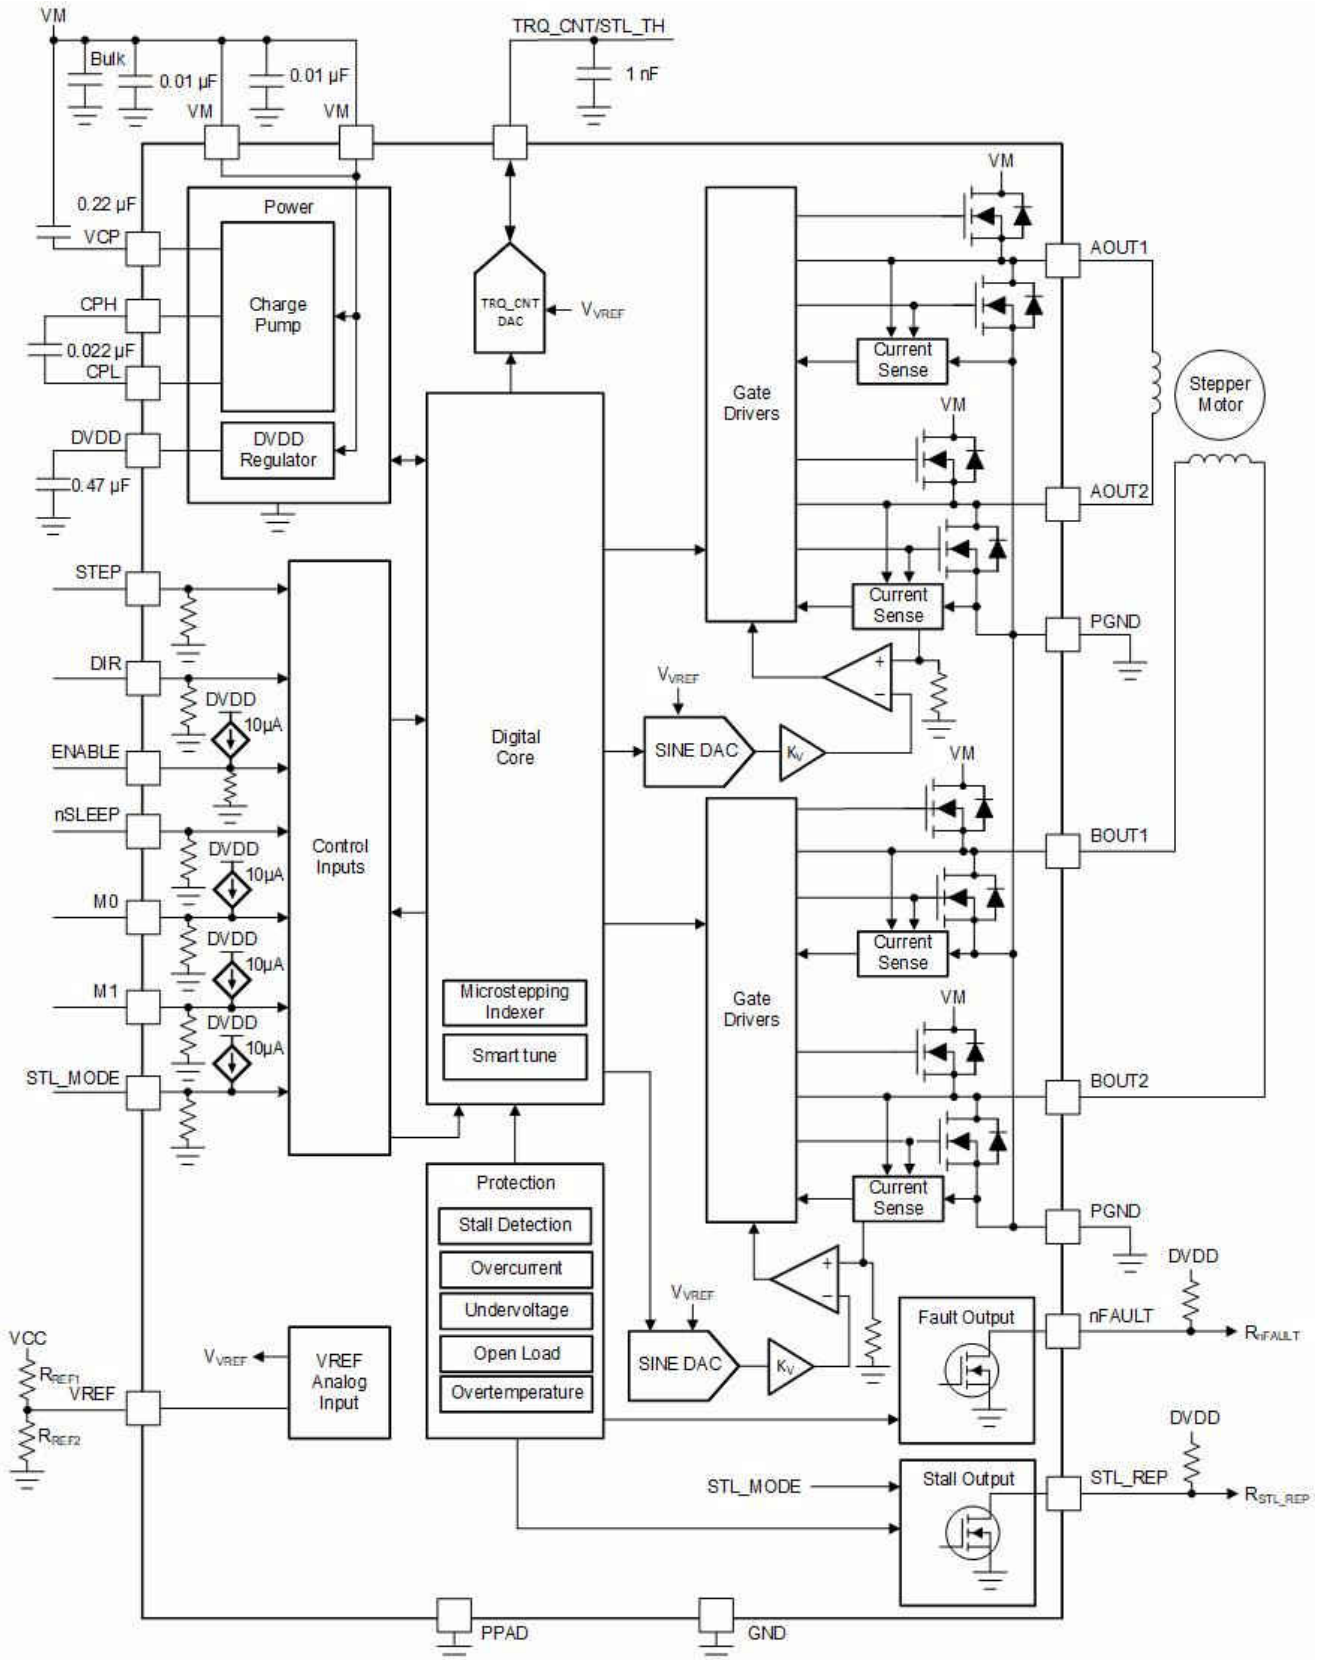 VM
TRQ_CNT/STL_TH
Bulk
0.01 µF
0.01 µF
1 nF
VM
VM
VM
0.22 µF
Power
VCP
AOUT1
CPH
Charge
Pump
TRQ_CNT
DAC
VVREF
0.022 µF
CPL
Current
Sense
Stepper
Motor
Gate
Drivers
VM
DVDD
DVDD
Regulator
0.47 µF
AOUT2
STEP
Current
Sense
PGND
DIR
DVDD
10µA
VVREF
+
−
ENABLE
Digital
Core
SINE DAC
KV
VM
nSLEEP
DVDD
10µA
Control
Inputs
BOUT1
M0
DVDD
10µA
Current
Sense
M1
Microstepping
Indexer
Gate
Drivers
VM
DVDD
10µA
Smart tune
STL_MODE
BOUT2
Protection
Current
Sense
Stall Detection
PGND
Overcurrent
+
−
DVDD
VVREF
Undervoltage
Fault Output
nFAULT
RnFAULT
VCC
RREF1
VREF
RREF2
VVREF
VREF
Analog
Input
Open Load
Overtemperature
SINE DAC
KV
DVDD
STL_MODE
Stall Output
STL_REP
RSTL_REP
PPAD
GND